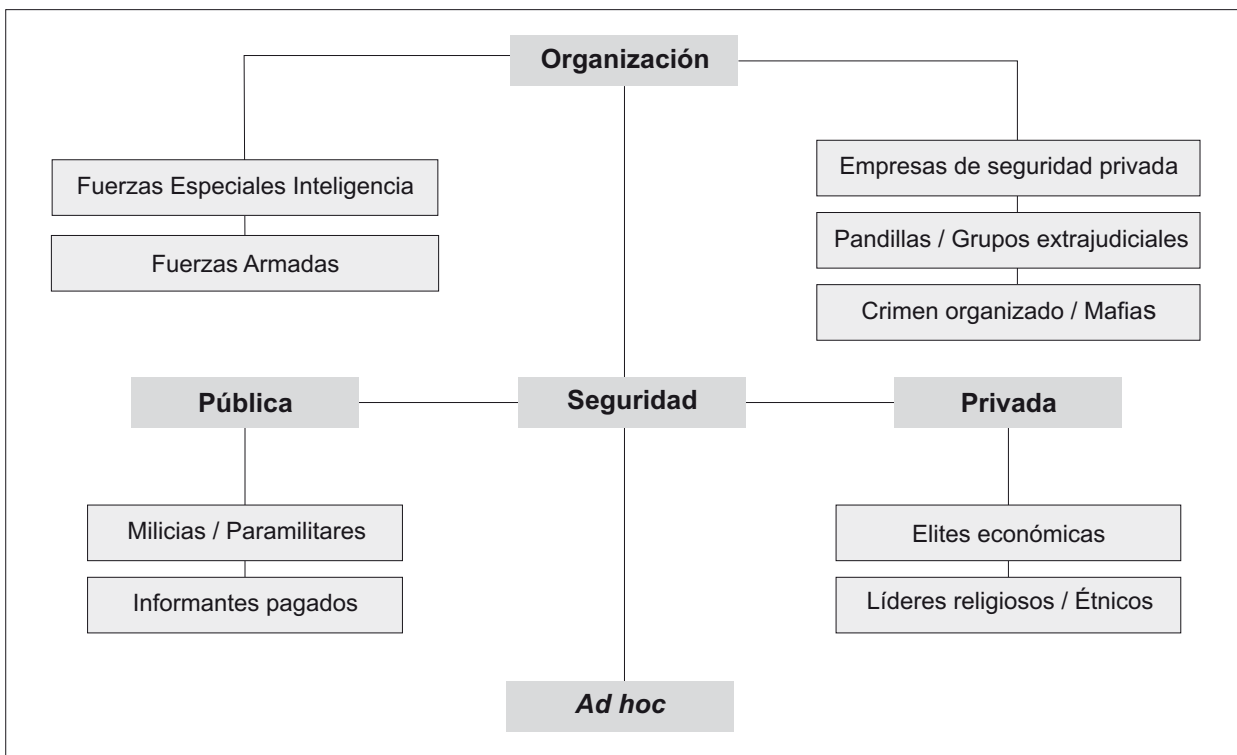 Organización
Fuerzas Especiales Inteligencia
Fuerzas Armadas
Empresas de seguridad privada
Pandillas / Grupos extrajudiciales
Crimen organizado / Mafias
Pública
Seguridad
Privada
Milicias / Paramilitares
Informantes pagados
Elites económicas
Líderes religiosos / Étnicos
Ad hoc